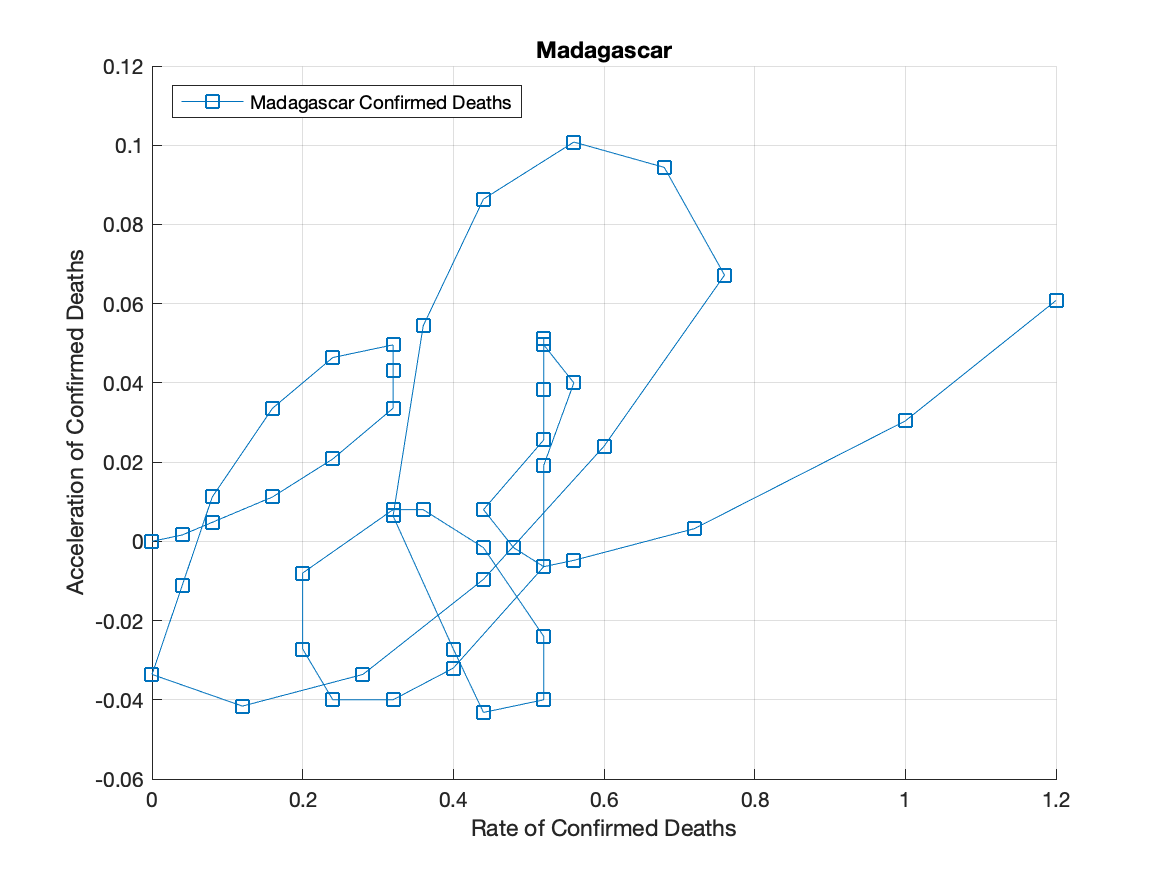 Madagascar
Madagascar Confirmed Deaths
Acceleration of Confirmed Deaths
0.12
0.1
0.08
0.06
0.04
0.02
0
-0.02
-0.04
-0.06
0 0.2 0.4 0.6 0.8 1 1.2
Rate of Confirmed Deaths